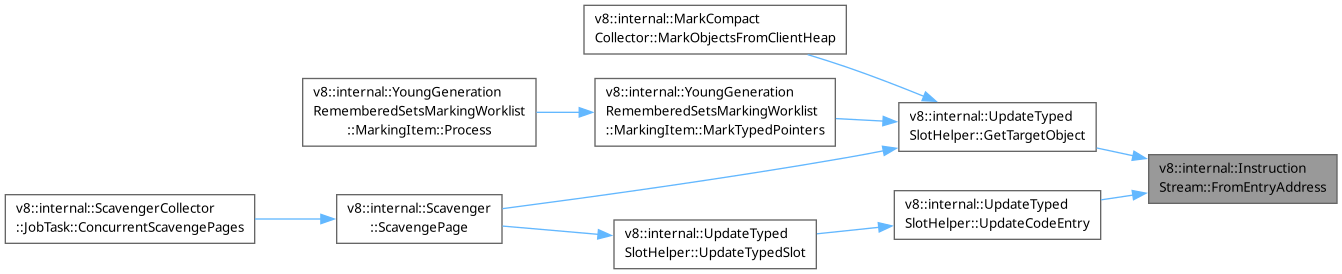 v8::internal::MarkCompact
Collector::MarkObjectsFromClientHeap
v8::internal::YoungGeneration
RememberedSetsMarkingWorklist
::MarkingItem::Process
v8::internal::YoungGeneration
RememberedSetsMarkingWorklist
::MarkingItem::MarkTypedPointers
v8::internal::UpdateTyped
SlotHelper::GetTargetObject
v8::internal::Instruction
Stream::FromEntryAddress
v8::internal::ScavengerCollector
::JobTask::ConcurrentScavengePages
v8::internal::Scavenger
::ScavengePage
v8::internal::UpdateTyped
SlotHelper::UpdateTypedSlot
v8::internal::UpdateTyped
SlotHelper::UpdateCodeEntry